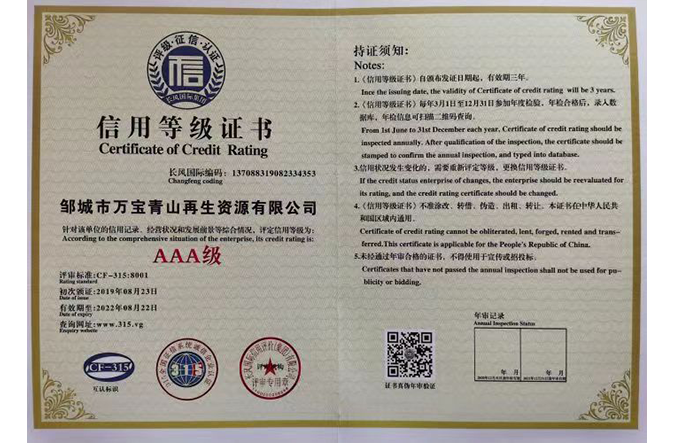 评级·征信·认证
信
长风国际集团
信用等级证书
Certificate of Credit Rating
长风国际编码：137088319082334353
Changfeng coding
邹城市万宝青山再生资源有限公司
针对该单位的信用记录、经营状况和发展前景等综合情况，评定信用等级为:
According to the comprehensive situation of the enterprise, its credit rating is:
AAA级
评审标准:CF-315:8001
Rating standard
初次颁证:2019年08月23日
Date of issue
有效期至:2022年08月22日
Date of expiry
查询网址:www.315.vg
Enquiry website
CF-315
互认标识
315
评审专用章
持证须知:
Notes:
1.《信用等级证书》自颁布发证日期起，有效期三年。
Ince the issuing date, the validity of Certificate of credit rating will be 3 years.
2.《信用等级证书》每年3月1日至12月31日参加年度检验，年检合格后，录入数
据库，年检信息可扫描二维码查询。
From 1st June to 31st December each year, Certificate of credit rating should be
inspected annually. After qualification of the inspection, the certificate should be
stamped to confirm the annual inspection, and typed into database.
3.信用状况发生变化的，需要重新评定等级，更换信用等级证书。
If the credit status enterprise of changes, the enterprise should be reevaluated for
its rating, and the credit rating certificate should be changed.
4.《信用等级证书》不准涂改、转借、伪造、出租、转让。本证书在中华人民共
和国区域内通用。
Certificate of credit rating cannot be obliterated, lent, forged, rented and trans-
ferred.This certificate is applicable for the People's Republic of China.
5.未经通过年审合格的证书，不得使用于宣传或招投标。
Certificates that have not passed the annual inspection shall not be used for pu-
blicity or bidding.
年审记录
Annual Inspection Status
年 月
年 月
证书真伪年审验证